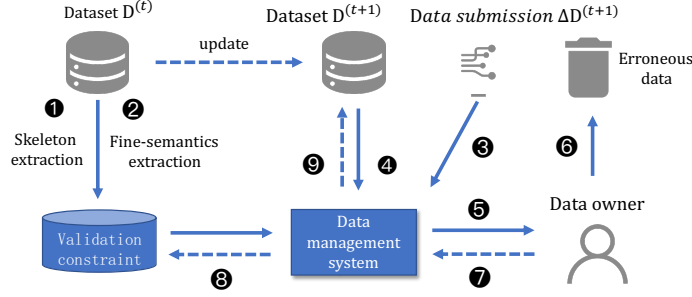 Dataset D(t)
Dataset D(t+1)
Data submission ΔD(t+1)
update
Erroneous
data
❶
❷
Skeleton
extraction
Fine-semantics
extraction
❾
❹
❸
❻
Validation
constraint
Data
management
system
❺
Data owner
❽
❼